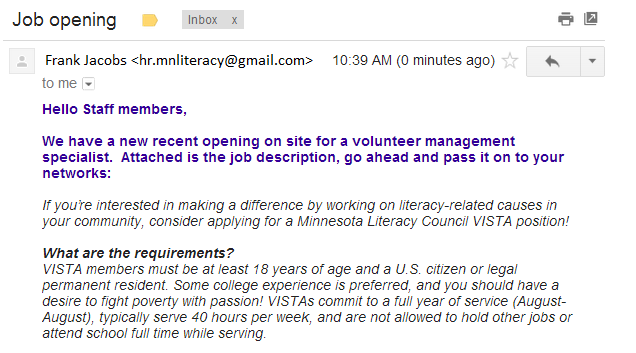 Job opening
Inbox x
Frank Jacobs <hr.mnliteracy@gmail.com> 10:39 AM (0 minutes ago)
to me
Hello Staff members,
We have a new recent opening on site for a volunteer management
specialist.  Attached is the job description, go ahead and pass it on to your
networks:
If you're interested in making a difference by working on literacy-related causes in
your community, consider applying for a Minnesota Literacy Council VISTA position!
What are the requirements?
VISTA members must be at least 18 years of age and a U.S. citizen or legal
permanent resident. Some college experience is preferred, and you should have a
desire to fight poverty with passion! VISTAs commit to a full year of service (August-
August), typically serve 40 hours per week, and are not allowed to hold other jobs or
attend school full time while serving.